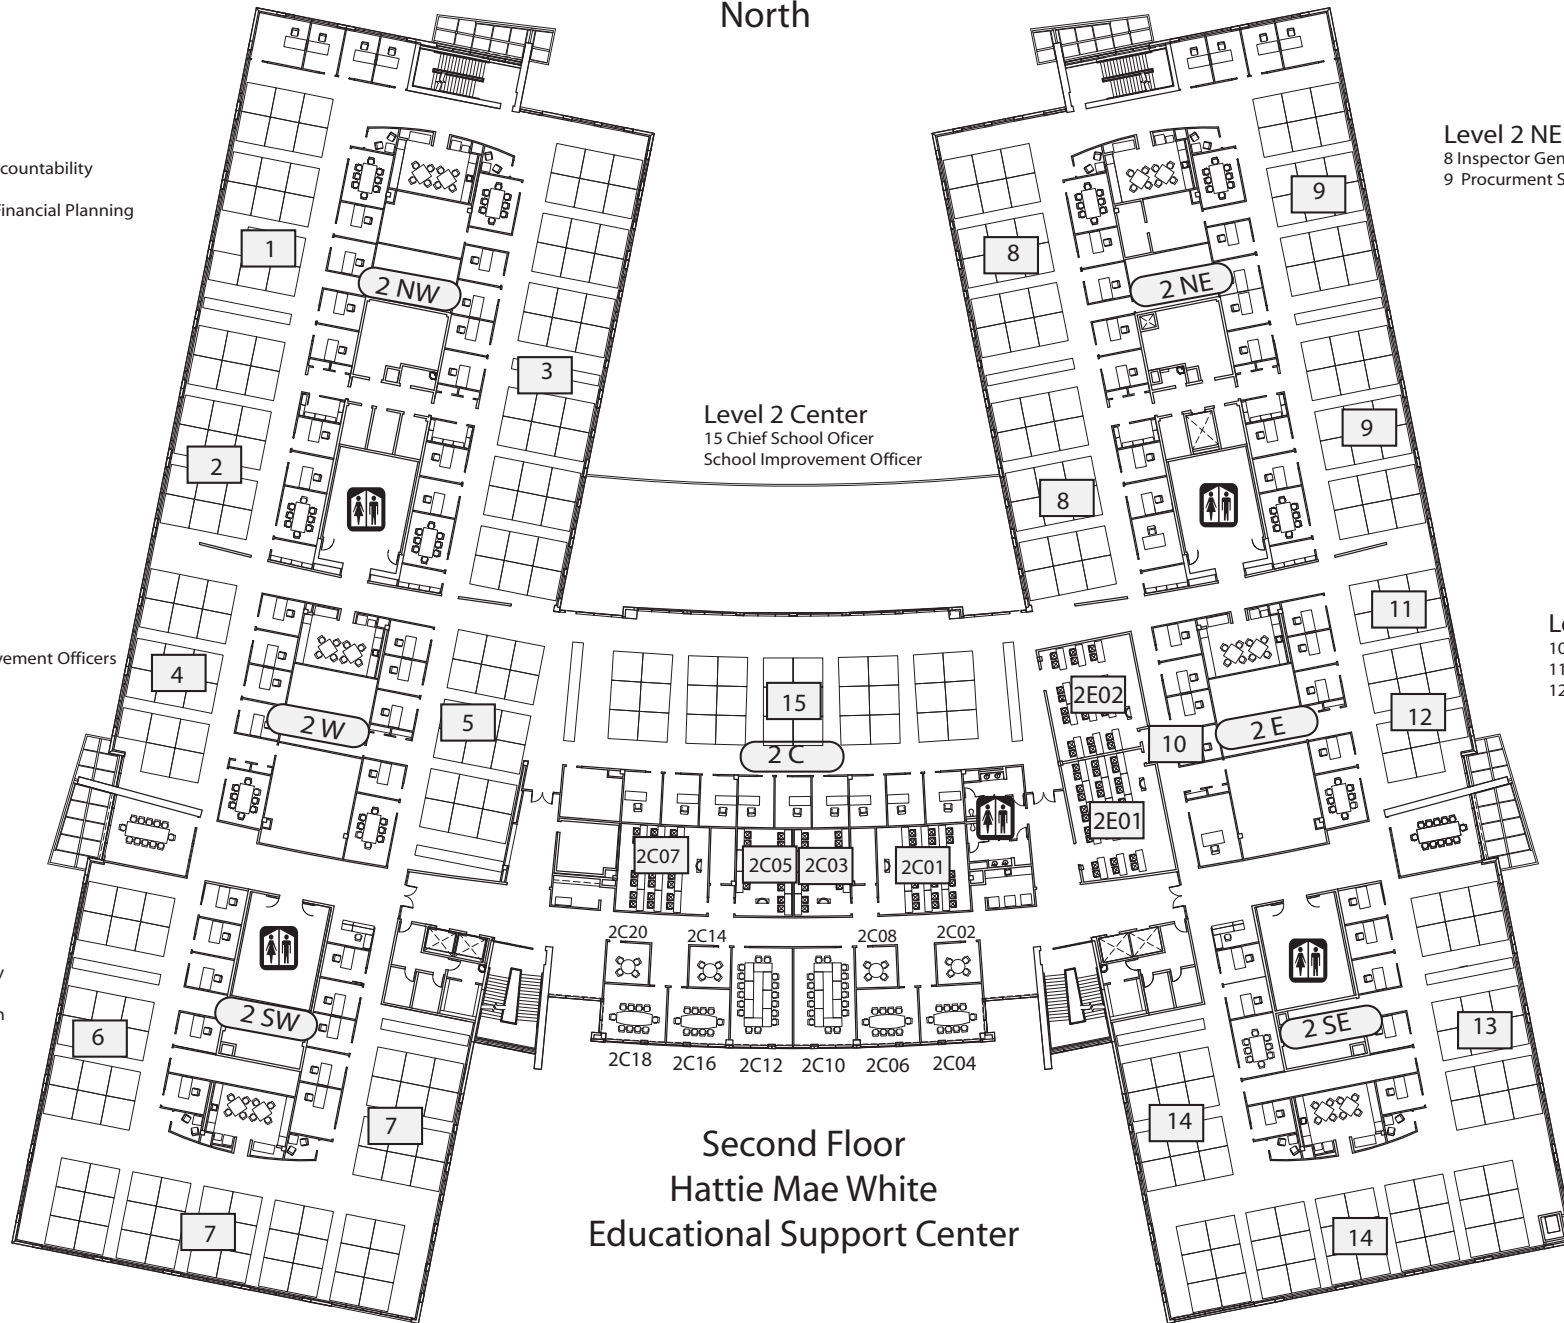 North
countability
Financial Planning
Level 2 NE
8 Inspector Gen
9 Procurment S
1
2 NW
3
2
8
2 NE
9
9
8
Level 2 Center
15 Chief School Oficer
School Improvement Officer
vement Officers
4
2 W
5
15
2 C
2E02
10
2E01
2 E
11
12
10
11
12
2C07
2C05
2C03
2C01
2C20
2C14
2C08
2C02
2C18
2C16
2C12
2C10
2C06
2C04
6
2 SW
7
7
2 SE
13
14
14
Second Floor
Hattie Mae White
Educational Support Center